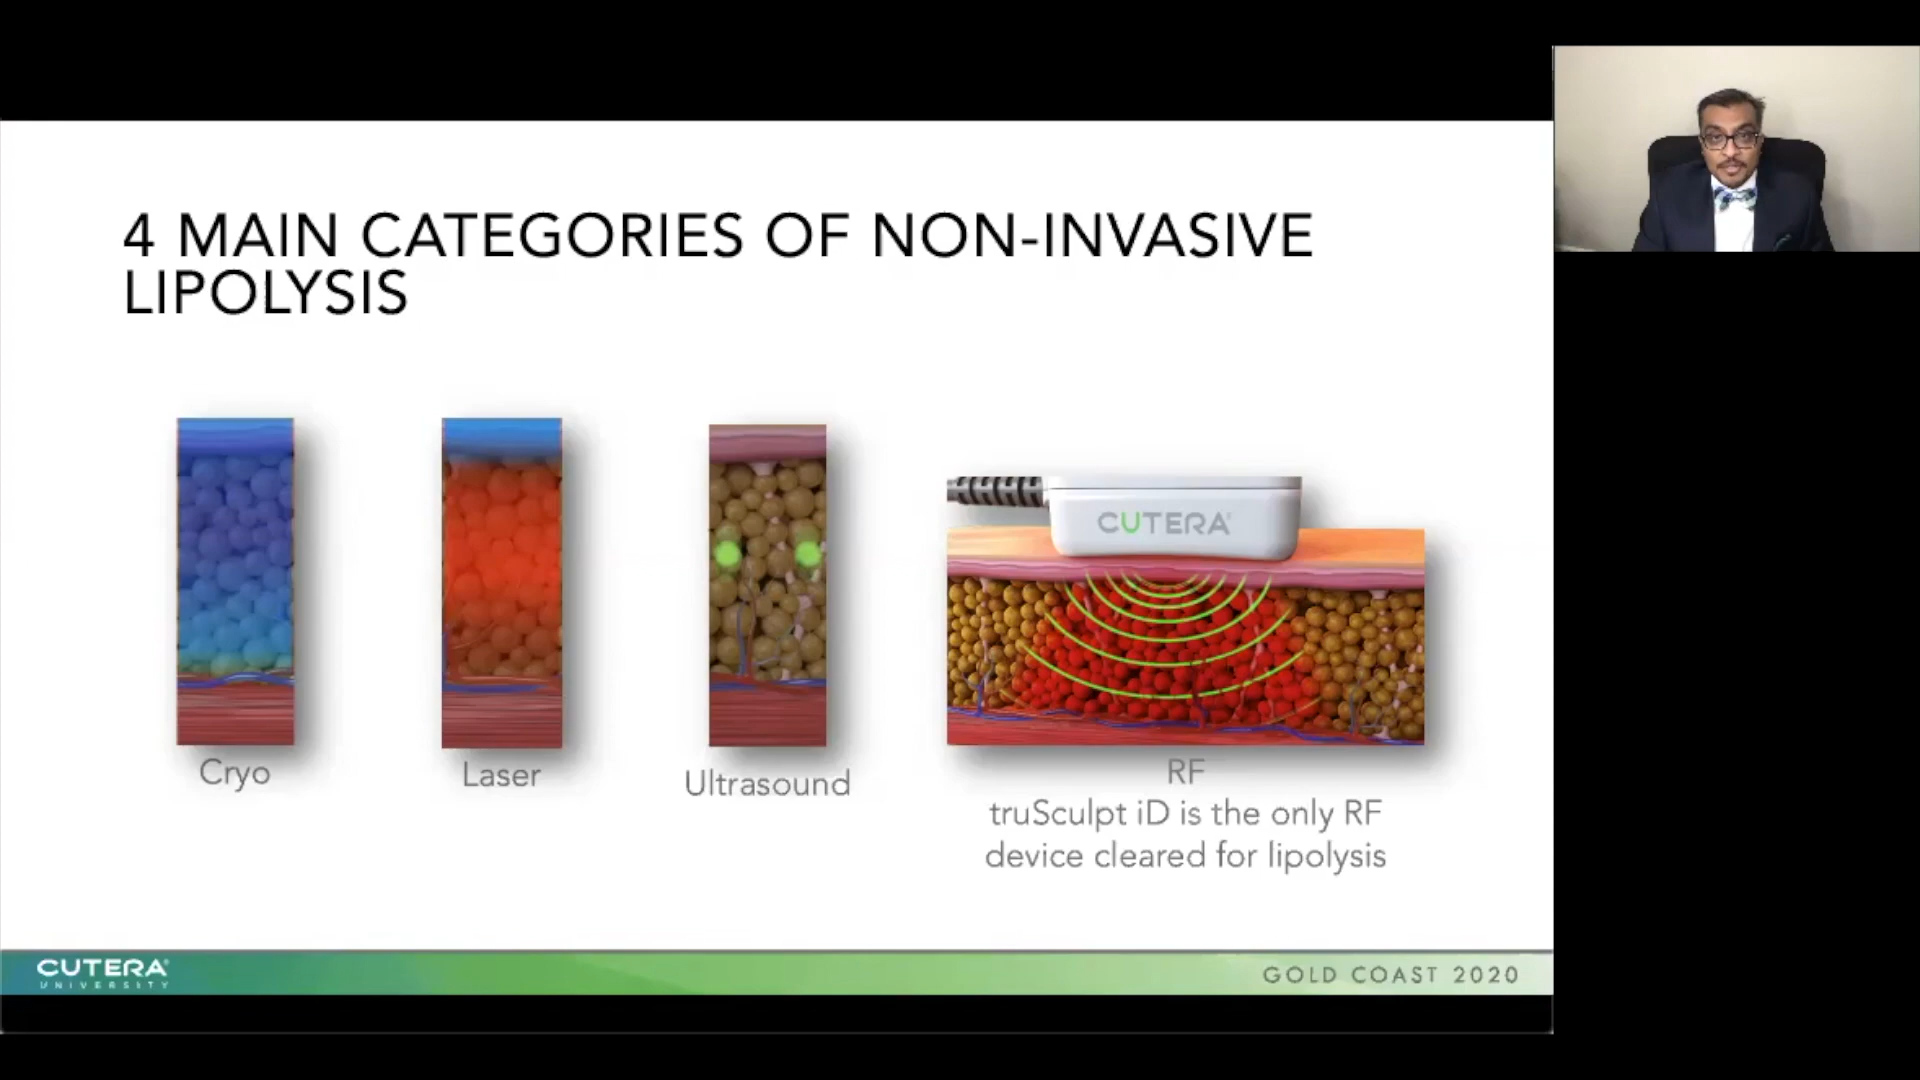 4 MAIN CATEGORIES OF NON-INVASIVE
LIPOLYSIS
CUTERA
Cryo
Laser
Ultrasound
RF
truSculpt iD is the only RF
device cleared for lipolysis
CUTERA®
UNIVERSITY
GOLD COAST 2020